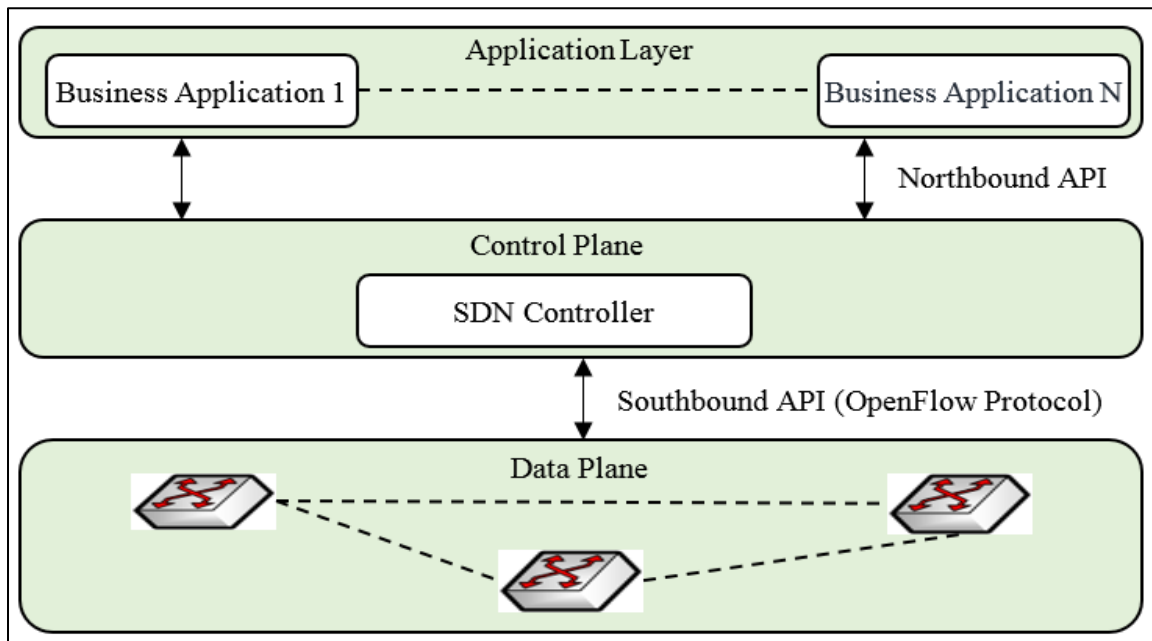 Application Layer
Business Application 1
Business Application N
Northbound API
Control Plane
SDN Controller
Southbound API (OpenFlow Protocol)
Data Plane